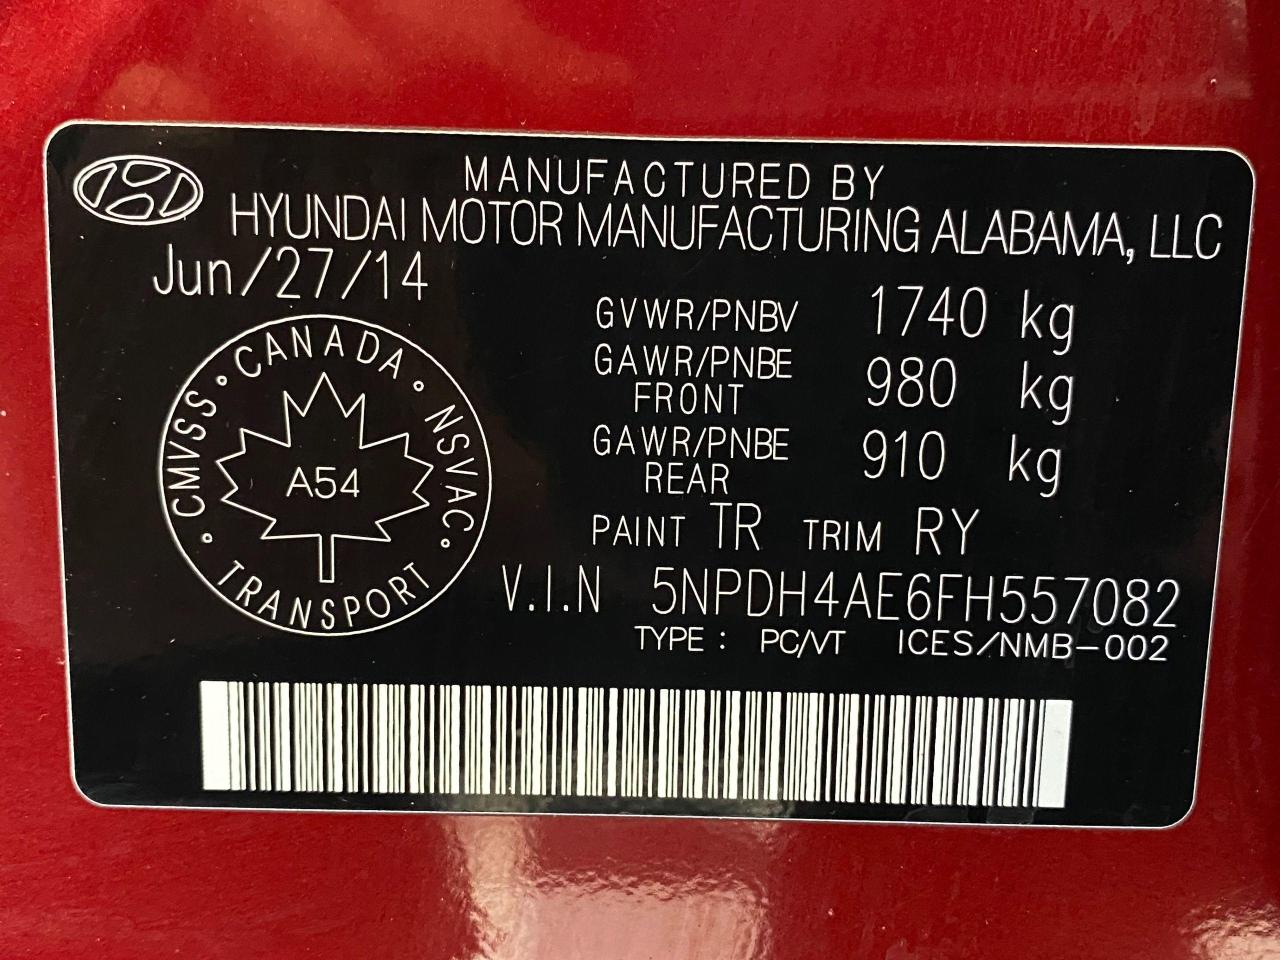 MANUFACTURED BY
HYUNDAI MOTOR MANUFACTURING ALABAMA, LLC
Jun/27/14
GVWR/PNBV 1740 kg
GAWR/PNBE FRONT 980 kg
GAWR/PNBE REAR 910 kg
PAINT TR TRIM RY
V.I.N 5NPDH4AE6FH557082
TYPE : PC/VT ICES/NMB-002
CANADA
CMVSS
NSVAC
A54
TRANSPORT